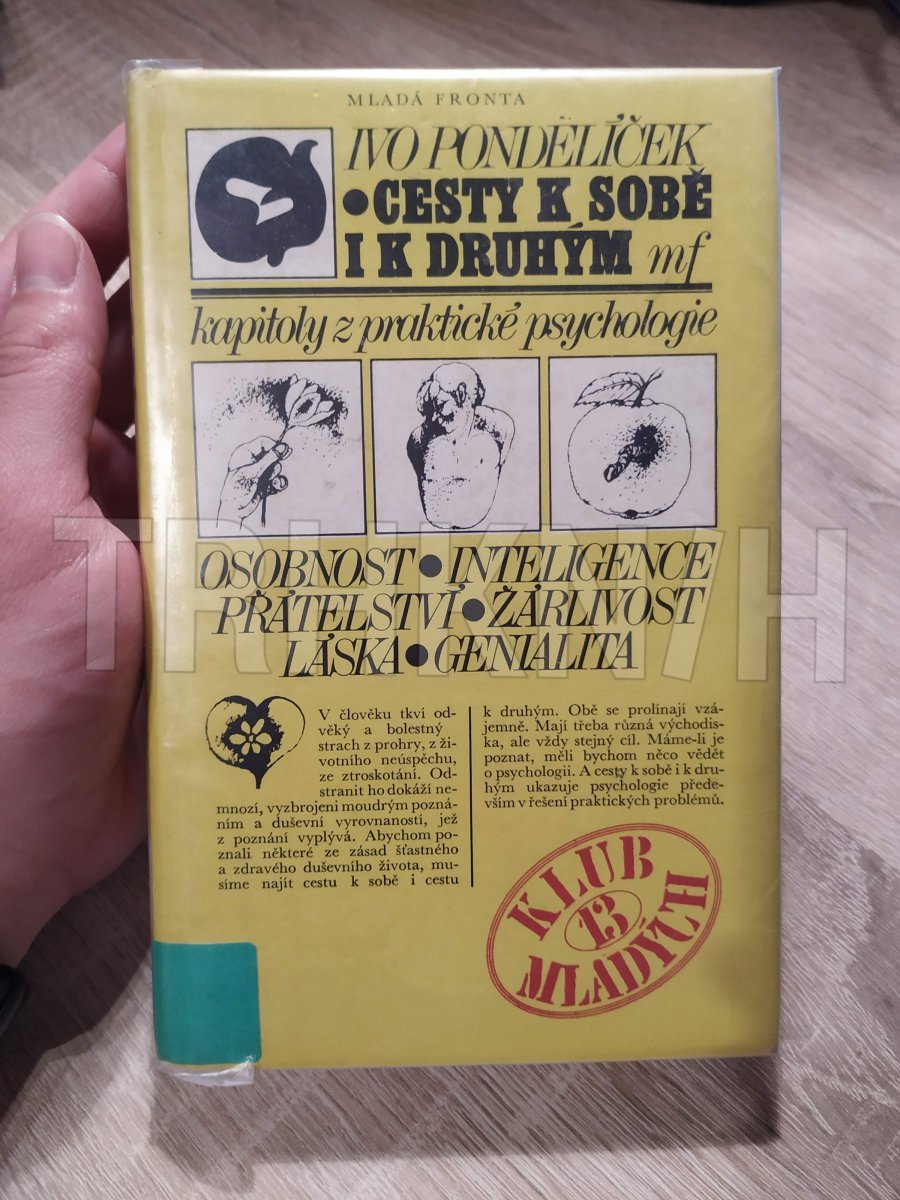 MLADÁ FRONTA
IVO PONDĚLÍČEK
• CESTY K SOBĚ
I K DRUHÝM mf
kapitoly z praktické psychologie
OSOBNOST • INTELIGENCE
PŘÁTELSTVÍ • ŽÁRLIVOST
LÁSKA • GENIALITA
V člověku tkví od-
věký a bolestný
strach z prohry, z ži-
votního neúspěchu,
ze ztroskotání. Od-
stranit ho dokáží ne-
mnozí, vyzbrojeni moudrým pozná-
ním a duševní vyrovnaností, jež
z poznání vyplývá. Abychom po-
znali některé ze zásad šťastného
a zdravého duševního života, mu-
síme najít cestu k sobě i cestu
k druhým. Obě se prolínají vzá-
jemně. Mají třeba různá východis-
ka, ale vždy stejný cíl. Máme-li je
poznat, měli bychom něco vědět
o psychologii. A cesty k sobě i k dru-
hým ukazuje psychologie přede-
vším v řešení praktických problémů.
KLUB
13
MLADÝCH
TRHKNIH